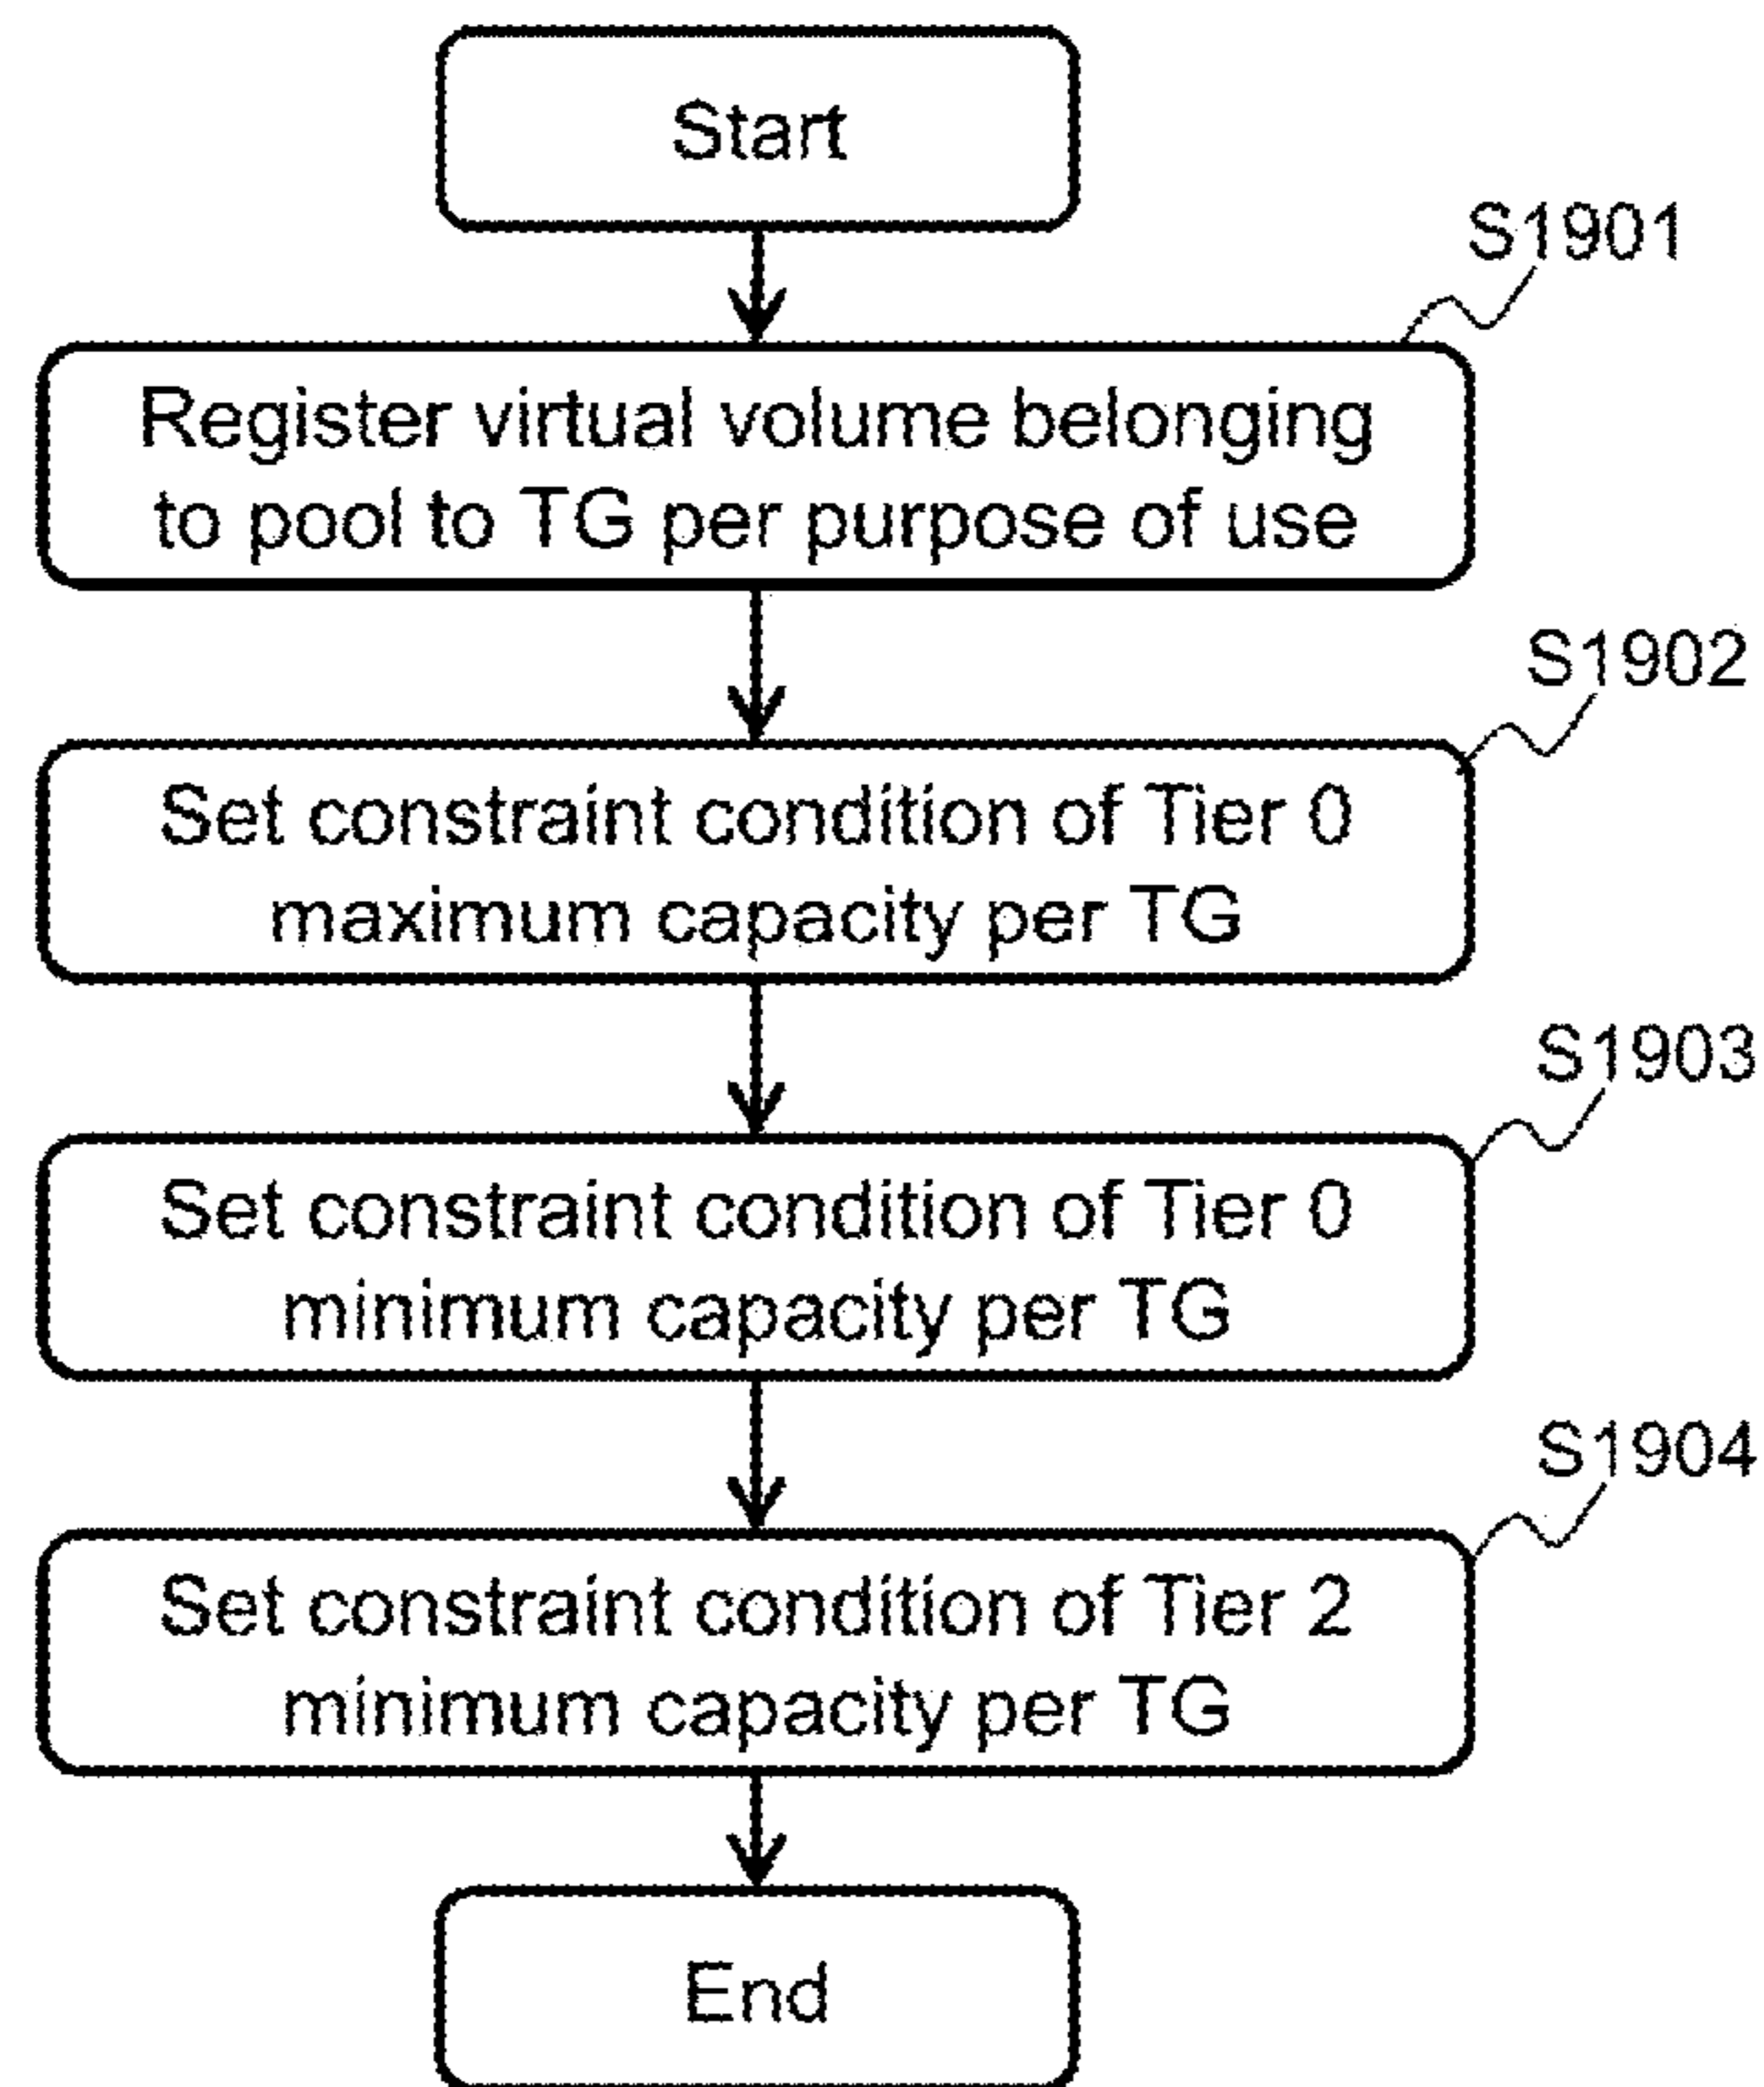 Start
S1901
Register virtual volume belonging
to pool to TG per purpose of use
S1902
Set constraint condition of Tier 0
maximum capacity per TG
S1903
Set constraint condition of Tier 0
minimum capacity per TG
S1904
Set constraint condition of Tier 2
minimum capacity per TG
End